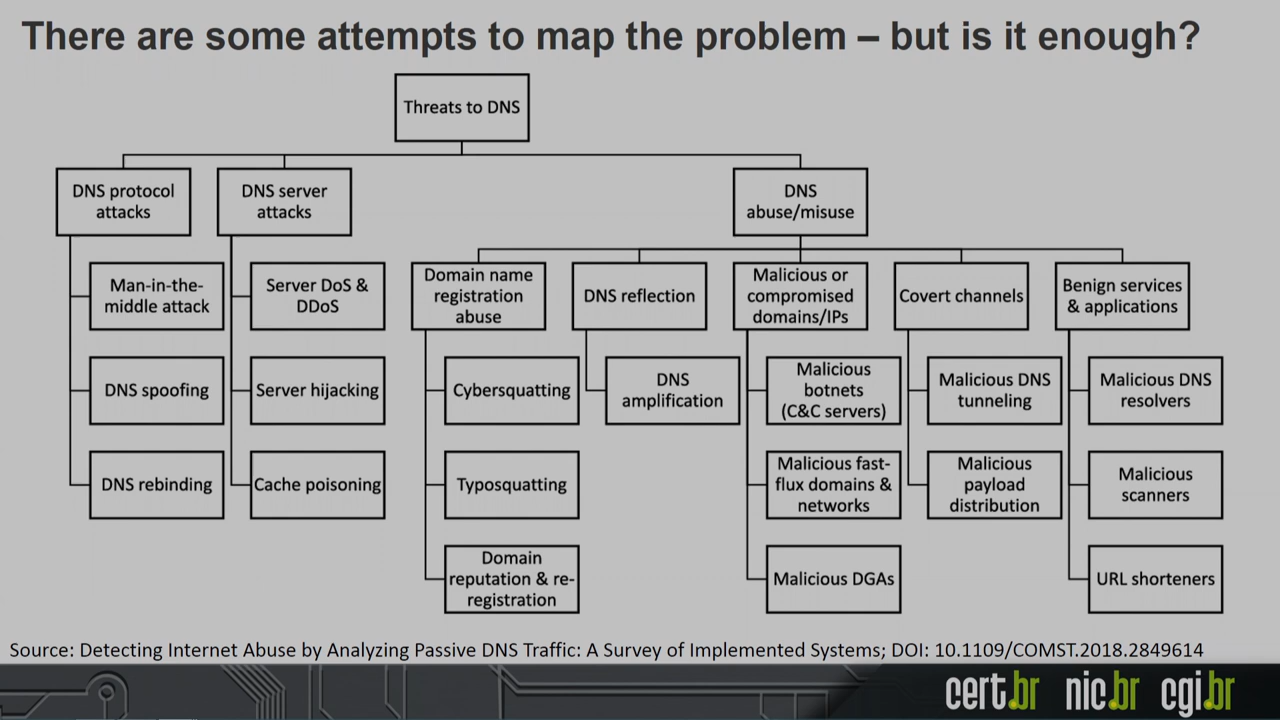 There are some attempts to map the problem – but is it enough?
Threats to DNS
DNS protocol
attacks
DNS server
attacks
DNS
abuse/misuse
Man-in-the-
middle attack
DNS spoofing
DNS rebinding
Server DoS &
DDoS
Server hijacking
Cache poisoning
Domain name
registration
abuse
Cybersquatting
Typosquatting
Domain
reputation & re-
registration
DNS reflection
DNS
amplification
Malicious or
compromised
domains/IPs
Malicious
botnets
(C&C servers)
Malicious fast-
flux domains &
networks
Malicious DGAs
Covert channels
Malicious DNS
tunneling
Malicious
payload
distribution
Benign services
& applications
Malicious DNS
resolvers
Malicious
scanners
URL shorteners
Source: Detecting Internet Abuse by Analyzing Passive DNS Traffic: A Survey of Implemented Systems; DOI: 10.1109/COMST.2018.2849614
cert.br nic.br cgi.br